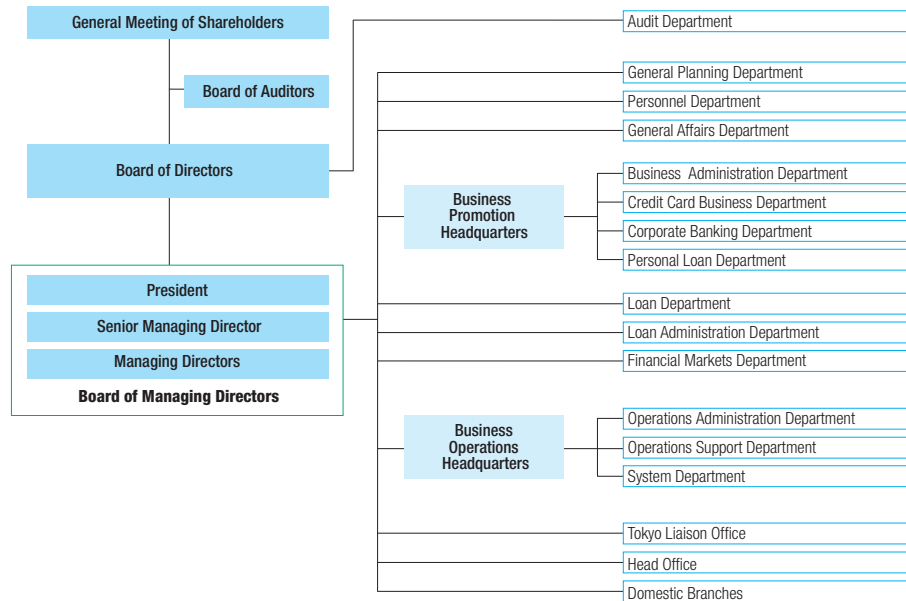 General Meeting of Shareholders
Board of Auditors
Board of Directors
President
Senior Managing Director
Managing Directors
Board of Managing Directors
Audit Department
General Planning Department
Personnel Department
General Affairs Department
Business
Promotion
Headquarters
Business Administration Department
Credit Card Business Department
Corporate Banking Department
Personal Loan Department
Loan Department
Loan Administration Department
Financial Markets Department
Business
Operations
Headquarters
Operations Administration Department
Operations Support Department
System Department
Tokyo Liaison Office
Head Office
Domestic Branches